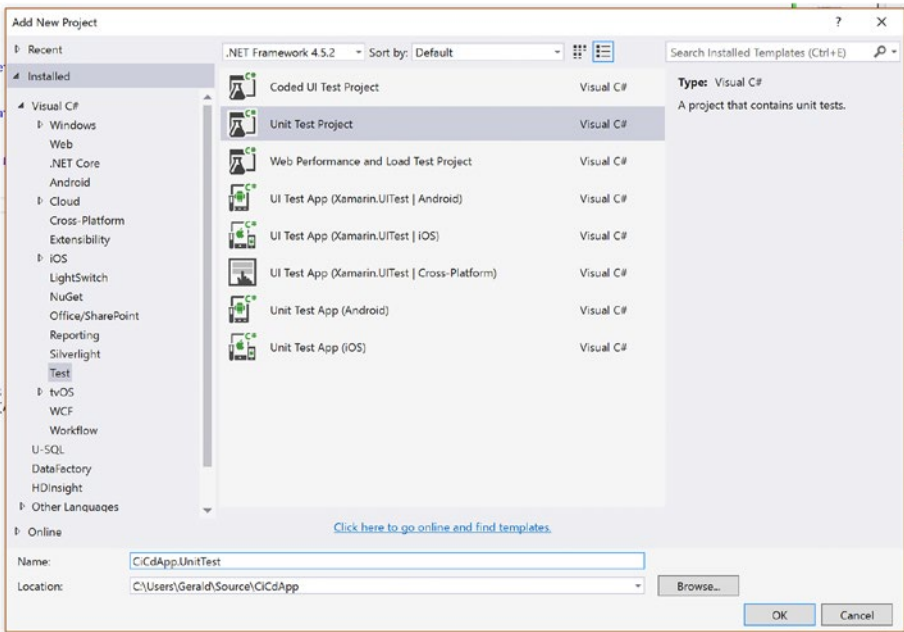 Add New Project
? X
Recent
.NET Framework 4.5.2 Sort by: Default
Search Installed Templates (Ctrl+E)
Installed
Visual C#
Windows
Web
.NET Core
Android
Cloud
Cross-Platform
Extensibility
iOS
LightSwitch
NuGet
Office/SharePoint
Reporting
Silverlight
Test
tvOS
WCF
Workflow
U-SQL
DataFactory
HDInsight
Other Languages
Online
Coded UI Test Project Visual C#
Unit Test Project Visual C#
Web Performance and Load Test Project Visual C#
UI Test App (Xamarin.UITest | Android) Visual C#
UI Test App (Xamarin.UITest | iOS) Visual C#
UI Test App (Xamarin.UITest | Cross-Platform) Visual C#
Unit Test App (Android) Visual C#
Unit Test App (iOS) Visual C#
Click here to go online and find templates.
Type: Visual C#
A project that contains unit tests.
Name: CiCdApp.UnitTest
Location: C:\Users\Gerald\Source\CiCdApp
Browse...
OK Cancel